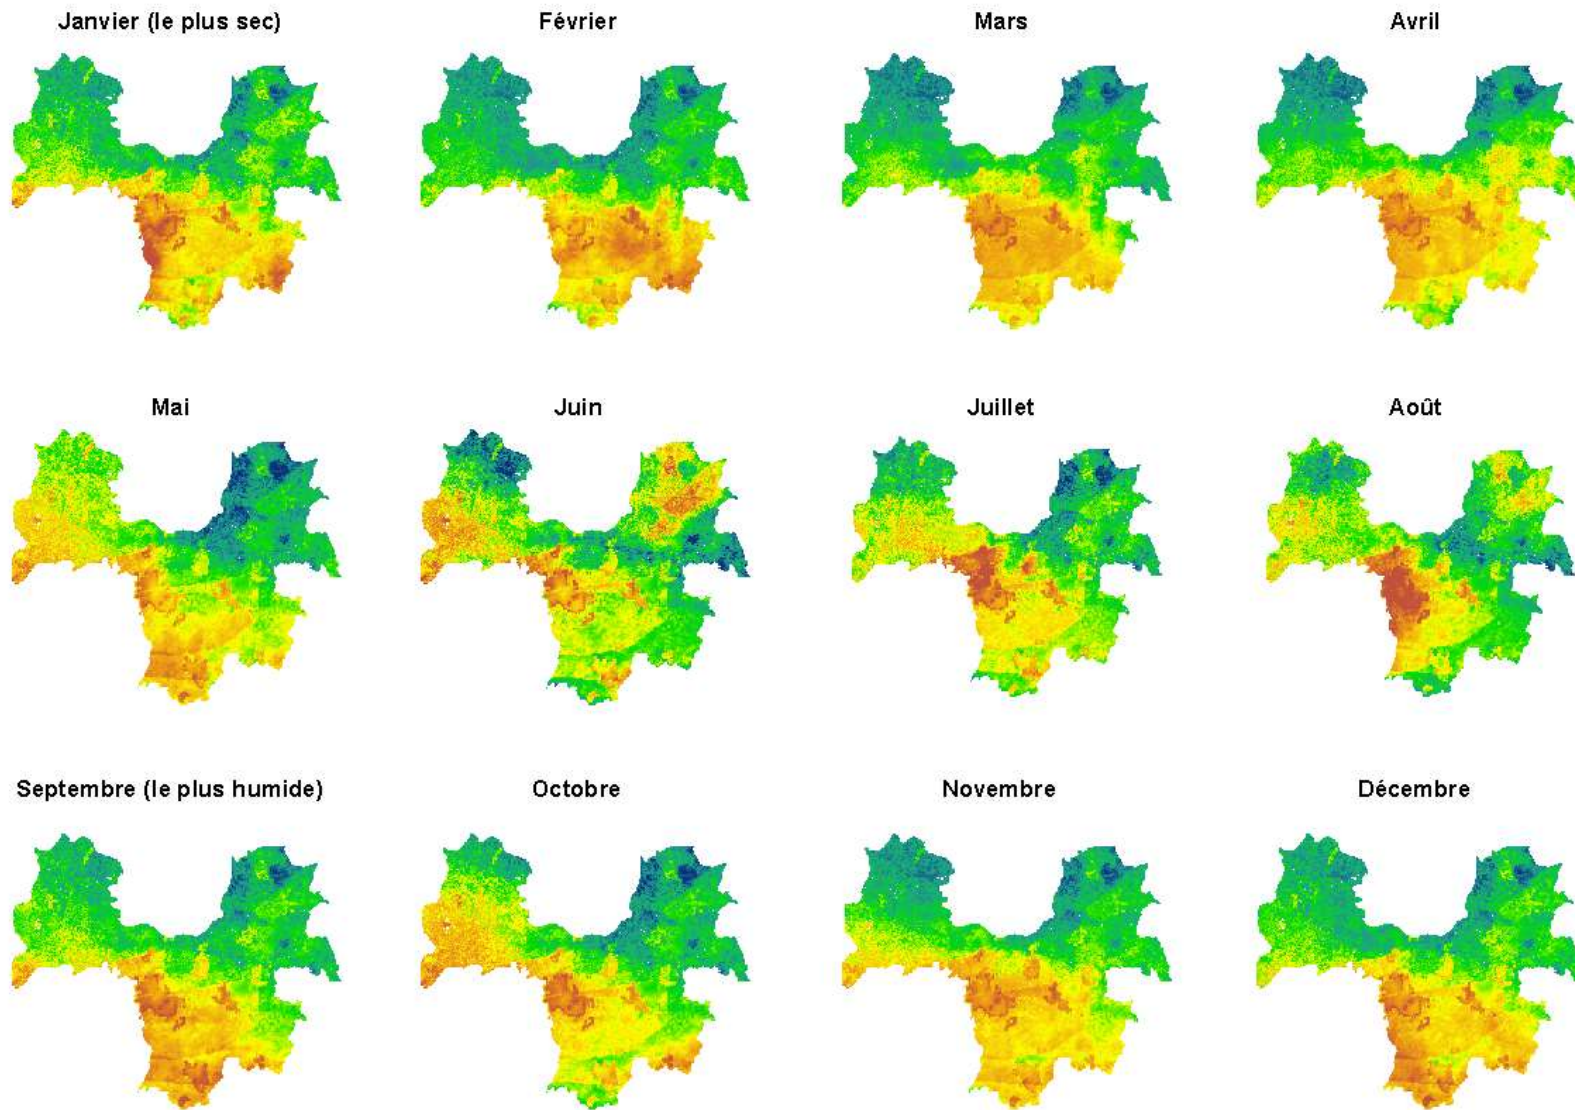 Janvier (le plus sec)
Février
Mars
Avril
Mai
Juin
Juillet
Août
Septembre (le plus humide)
Octobre
Novembre
Décembre